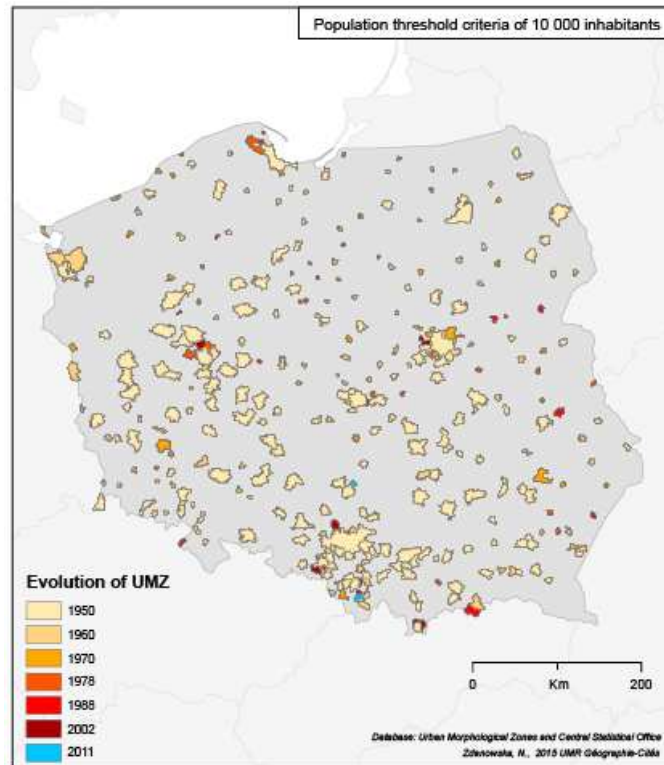 Population threshold criteria of 10 000 inhabitants
Evolution of UMZ
1950
1960
1970
1978
1988
2002
2011
0 Km 200
Database: Urban Morphological Zones and Central Statistical Office
Zdanowska, N., 2015 UMR Géographie-Cités